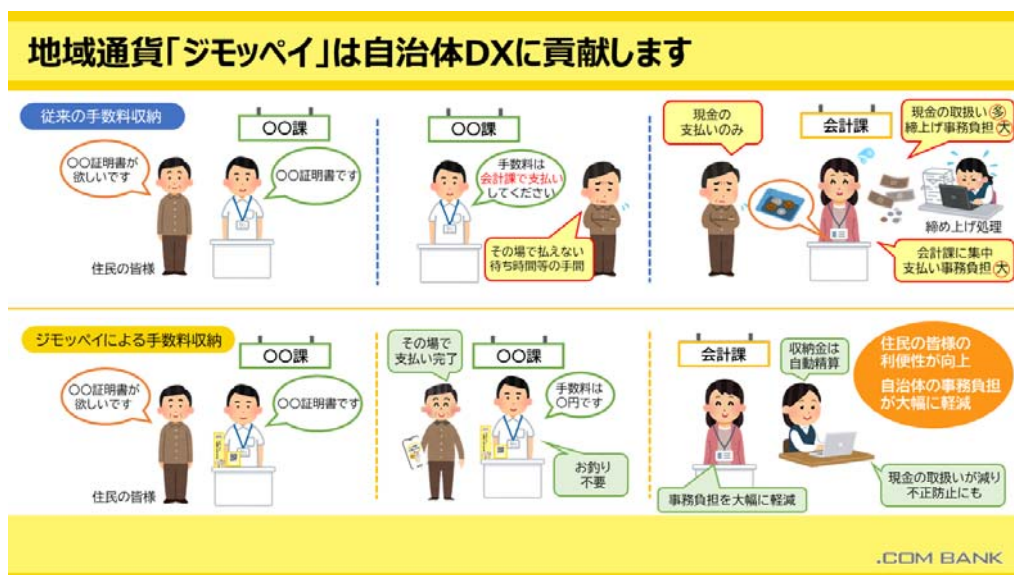 地域通貨「ジモッペイ」は自治体DXに貢献します
従来の手数料収納
〇〇証明書が
欲しいです
住民の皆様
〇〇課
〇〇証明書です
〇〇課
手数料は
会計課で支払い
してください
その場で払えない
待ち時間等の手間
現金の
支払いのみ
会計課
現金の取扱い多
締上げ事務負担大
締め上げ処理
会計課に集中
支払い事務負担大
ジモッペイによる手数料収納
〇〇証明書が
欲しいです
住民の皆様
〇〇課
〇〇証明書です
その場で
支払い完了
〇〇課
手数料は
〇円です
お釣り
不要
会計課
収納金は
自動精算
住民の皆様の
利便性が向上
自治体の事務負担
が大幅に軽減
事務負担を大幅に軽減
現金の取扱いが減り
不正防止にも
.COM BANK